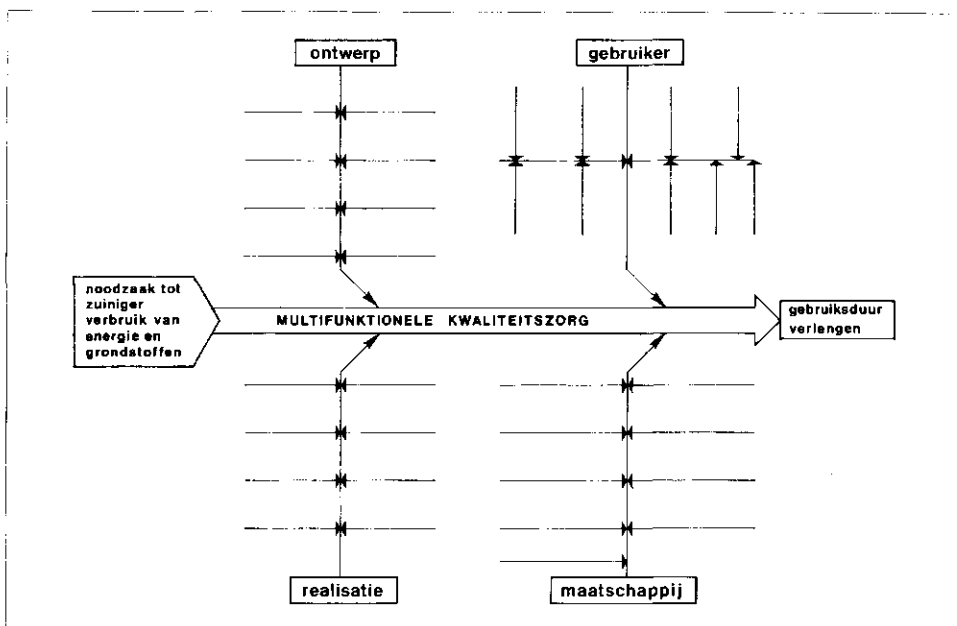 ontwerp
gebruiker
noodzaak tot
zuiniger
verbruik van
energie en
grondstoffen
MULTIFUNKTIONELE KWALITEITSZORG
gebruiksduur
verlengen
realisatie
maatschappij